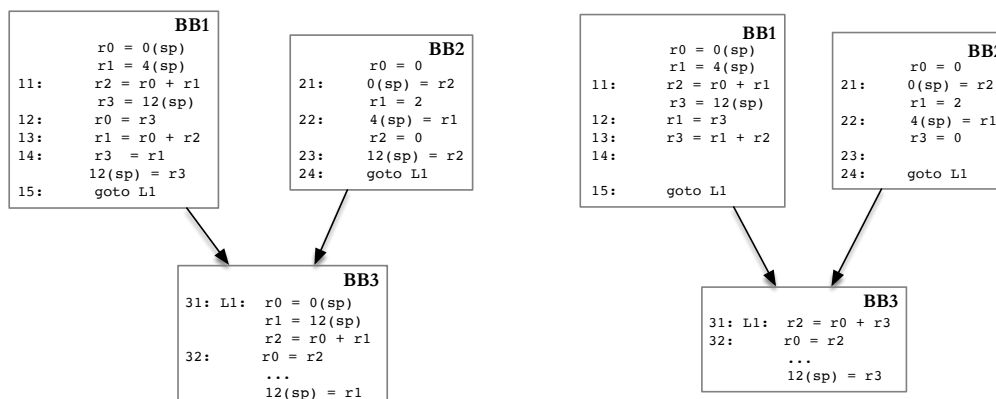 BB1
r0 = 0(sp)
r1 = 4(sp)
11: r2 = r0 + r1
r3 = 12(sp)
12: r0 = r3
13: r1 = r0 + r2
14: r3 = r1
12(sp) = r3
15: goto L1
BB2
r0 = 0
21: 0(sp) = r2
r1 = 2
22: 4(sp) = r1
r2 = 0
23: 12(sp) = r2
24: goto L1
BB3
31: L1: r0 = 0(sp)
r1 = 12(sp)
r2 = r0 + r1
32: r0 = r2
...
12(sp) = r1
BB1
r0 = 0(sp)
r1 = 4(sp)
11: r2 = r0 + r1
r3 = 12(sp)
12: r1 = r3
13: r3 = r1 + r2
14:
15: goto L1
r0 = 0
21: 0(sp) = r2
r1 = 2
22: 4(sp) = r1
r3 = 0
23:
24: goto L1
BB3
31: L1: r2 = r0 + r3
32: r0 = r2
...
12(sp) = r3